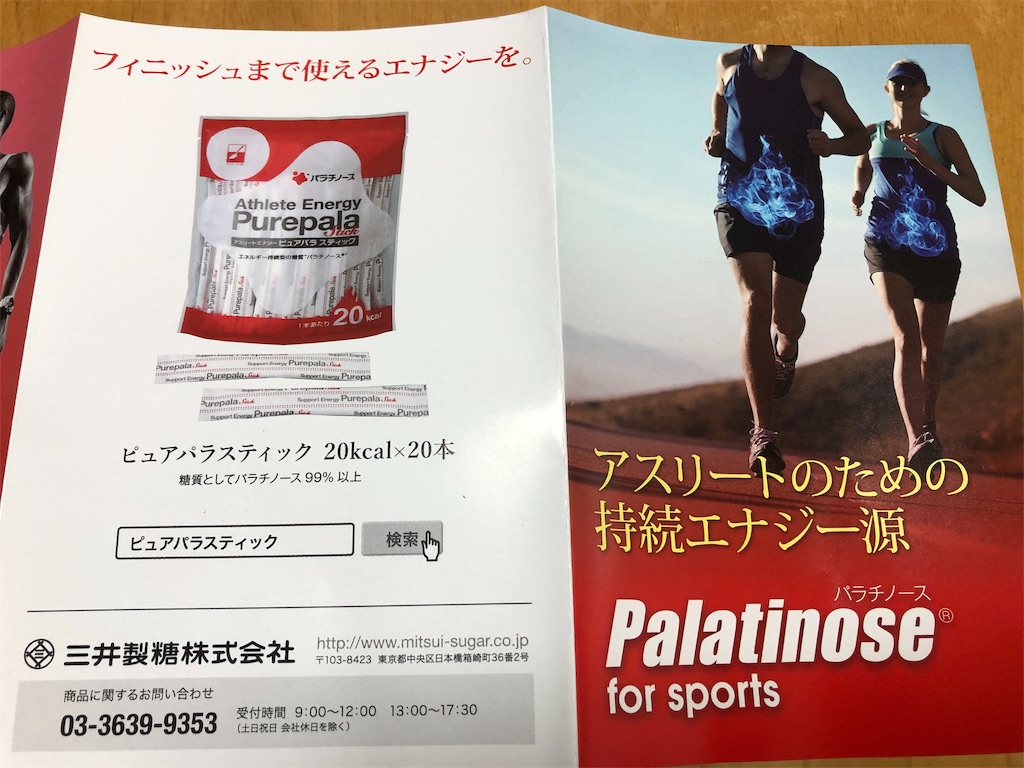 フィニッシュまで使えるエナジーを。
パラチノース
Athlete Energy
Purepala
Stick
アスリートエナジー ピュアパラ スティック
エネルギー持続型の糖質"パラチノース"
1本あたり 20kcal
Support Energy Purepala Stick
Support Energy Purepala Stick
ピュアパラスティック 20kcal×20本
糖質としてパラチノース 99% 以上
ピュアパラスティック 検索
三井製糖株式会社
http://www.mitsui-sugar.co.jp
〒103-8423 東京都中央区日本橋箱崎町36番2号
商品に関するお問い合わせ
03-3639-9353
受付時間 9:00〜12:00 13:00〜17:30
(土日祝日 会社休日を除く)
アスリートのための
持続エナジー源
パラチノース
Palatinose®
for sports